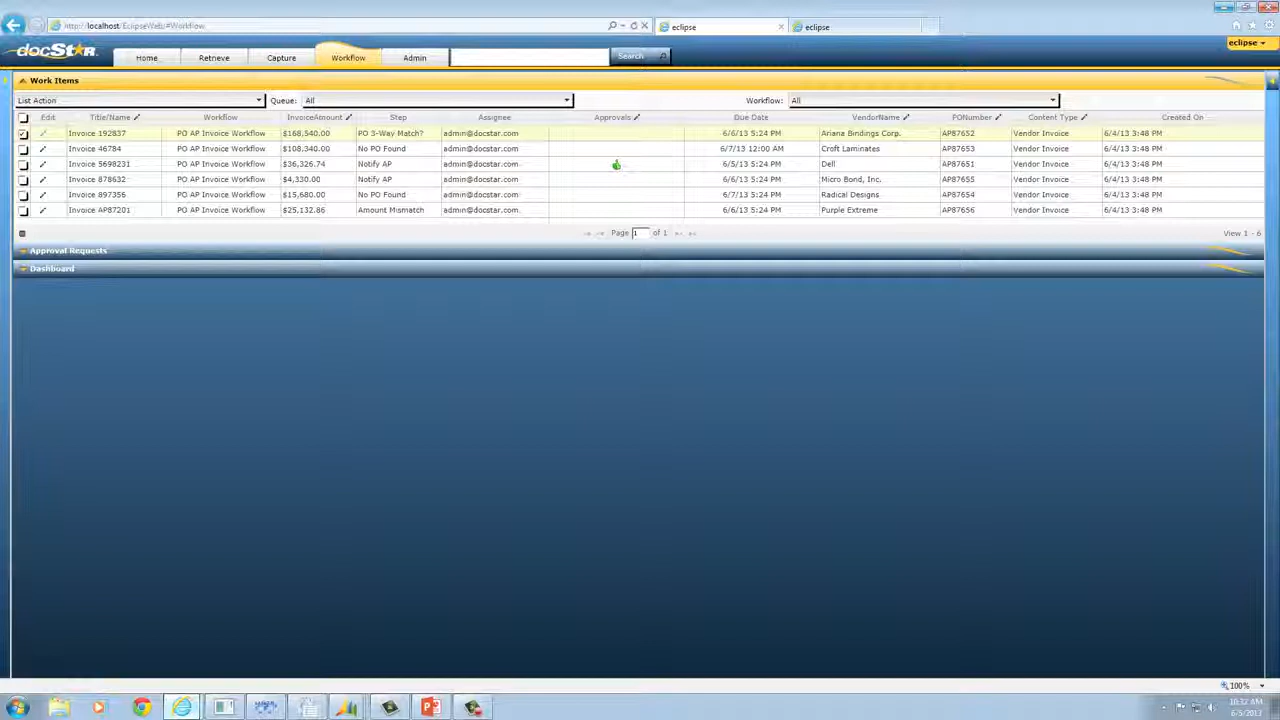 http://localhost/EclipseWeb/#Workflow
eclipse
eclipse
docStar
Home
Retrieve
Capture
Workflow
Admin
Search
eclipse
Work Items
List Action
Queue: All
Workflow: All
Edit Title/Name Workflow InvoiceAmount Step Assignee Approvals Due Date VendorName PONumber Content Type Created On
Invoice 192837 PO AP Invoice Workflow $168,540.00 PO 3-Way Match? admin@docstar.com 6/6/13 5:24 PM Ariana Bindings Corp. AP87652 Vendor Invoice 6/4/13 3:48 PM
Invoice 46784 PO AP Invoice Workflow $108,340.00 No PO Found admin@docstar.com 6/7/13 12:00 AM Croft Laminates AP87653 Vendor Invoice 6/4/13 3:48 PM
Invoice 5698231 PO AP Invoice Workflow $36,326.74 Notify AP admin@docstar.com 6/5/13 5:24 PM Dell AP87651 Vendor Invoice 6/4/13 3:48 PM
Invoice 878632 PO AP Invoice Workflow $4,330.00 Notify AP admin@docstar.com 6/6/13 5:24 PM Micro Bond, Inc. AP87655 Vendor Invoice 6/4/13 3:48 PM
Invoice 897356 PO AP Invoice Workflow $15,680.00 No PO Found admin@docstar.com 6/7/13 5:24 PM Radical Designs AP87654 Vendor Invoice 6/4/13 3:48 PM
Invoice AP87201 PO AP Invoice Workflow $25,132.86 Amount Mismatch admin@docstar.com 6/6/13 5:24 PM Purple Extreme AP87656 Vendor Invoice 6/4/13 3:48 PM
Page 1 of 1
View 1 - 6
Approval Requests
Dashboard
100%
10:32 AM
6/5/2013